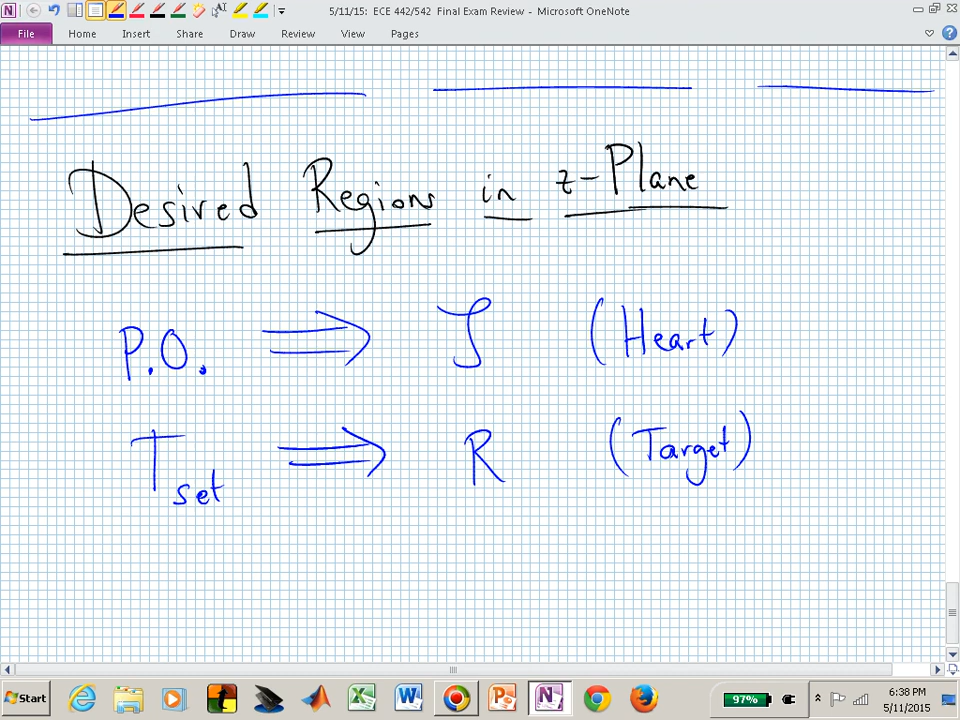 5/11/15: ECE 442/542 Final Exam Review - Microsoft OneNote
File Home Insert Share Draw Review View Pages
Desired Regions in z-Plane
P.O. ⟹ ζ (Heart)
T set ⟹ R (Target)
Start 97% 6:38 PM
5/11/2015